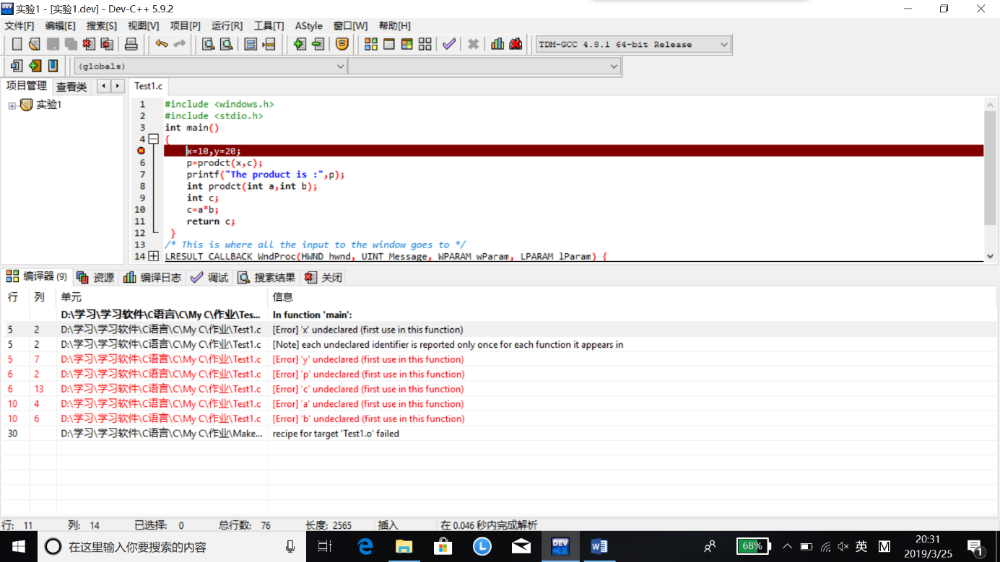 实验1 - [实验1.dev] - Dev-C++ 5.9.2
文件[F] 编辑[E] 搜索[S] 视图[V] 项目[P] 运行[R] 工具[T] AStyle 窗口[W] 帮助[H]
TDM-GCC 4.8.1 64-bit Release
(globals)
项目管理 查看类 Test1.c
实验1
1 #include <windows.h>
2 #include <stdio.h>
3 int main()
4 {
x=10,y=20;
6 p=prodct(x,c);
7 printf("The product is :",p);
8 int prodct(int a,int b);
9 int c;
10 c=a*b;
11 return c;
12 }
13 /* This is where all the input to the window goes to */
14 LRESULT CALLBACK WndProc(HWND hwnd, UINT Message, WPARAM wParam, LPARAM lParam) {
编译器 (9) 资源 编译日志 调试 搜索结果 关闭
行 列 单元 信息
D:\学习\学习软件\C语言\C\My C\作业\Tes... In function 'main':
5 2 D:\学习\学习软件\C语言\C\My C\作业\Test1.c [Error] 'x' undeclared (first use in this function)
5 2 D:\学习\学习软件\C语言\C\My C\作业\Test1.c [Note] each undeclared identifier is reported only once for each function it appears in
5 7 D:\学习\学习软件\C语言\C\My C\作业\Test1.c [Error] 'y' undeclared (first use in this function)
6 2 D:\学习\学习软件\C语言\C\My C\作业\Test1.c [Error] 'p' undeclared (first use in this function)
6 13 D:\学习\学习软件\C语言\C\My C\作业\Test1.c [Error] 'c' undeclared (first use in this function)
10 4 D:\学习\学习软件\C语言\C\My C\作业\Test1.c [Error] 'a' undeclared (first use in this function)
10 6 D:\学习\学习软件\C语言\C\My C\作业\Test1.c [Error] 'b' undeclared (first use in this function)
30 D:\学习\学习软件\C语言\C\My C\作业\Make... recipe for target 'Test1.o' failed
行: 11 列: 14 已选择: 0 总行数: 76 长度: 2565 插入 在 0.046 秒内完成解析
在这里输入你要搜索的内容 DEV 68% 英 M 20:31
2019/3/25 1